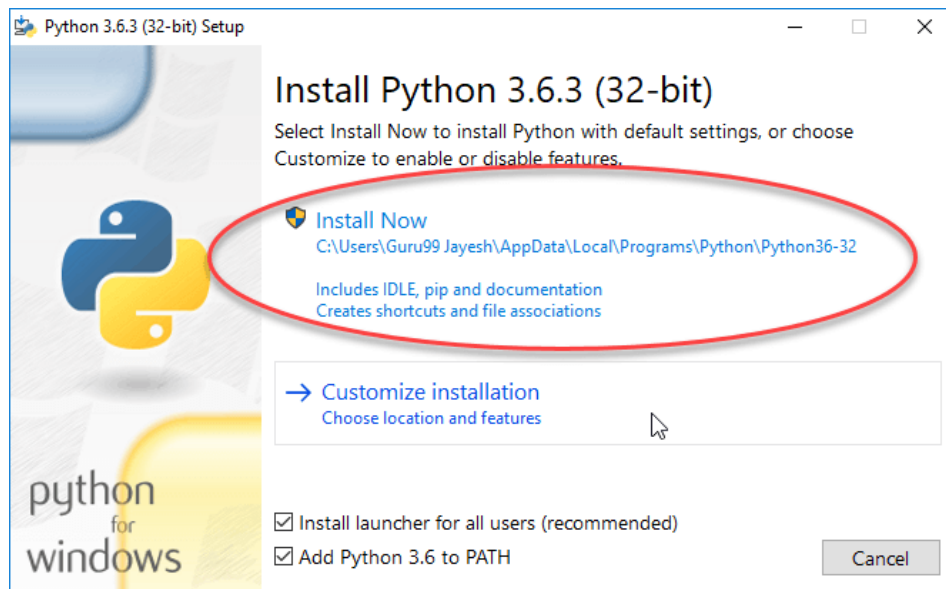 Python 3.6.3 (32-bit) Setup
Install Python 3.6.3 (32-bit)
Select Install Now to install Python with default settings, or choose
Customize to enable or disable features.
Install Now
C:\Users\Guru99 Jayesh\AppData\Local\Programs\Python\Python36-32
Includes IDLE, pip and documentation
Creates shortcuts and file associations
Customize installation
Choose location and features
python
for
windows
Install launcher for all users (recommended)
Add Python 3.6 to PATH
Cancel